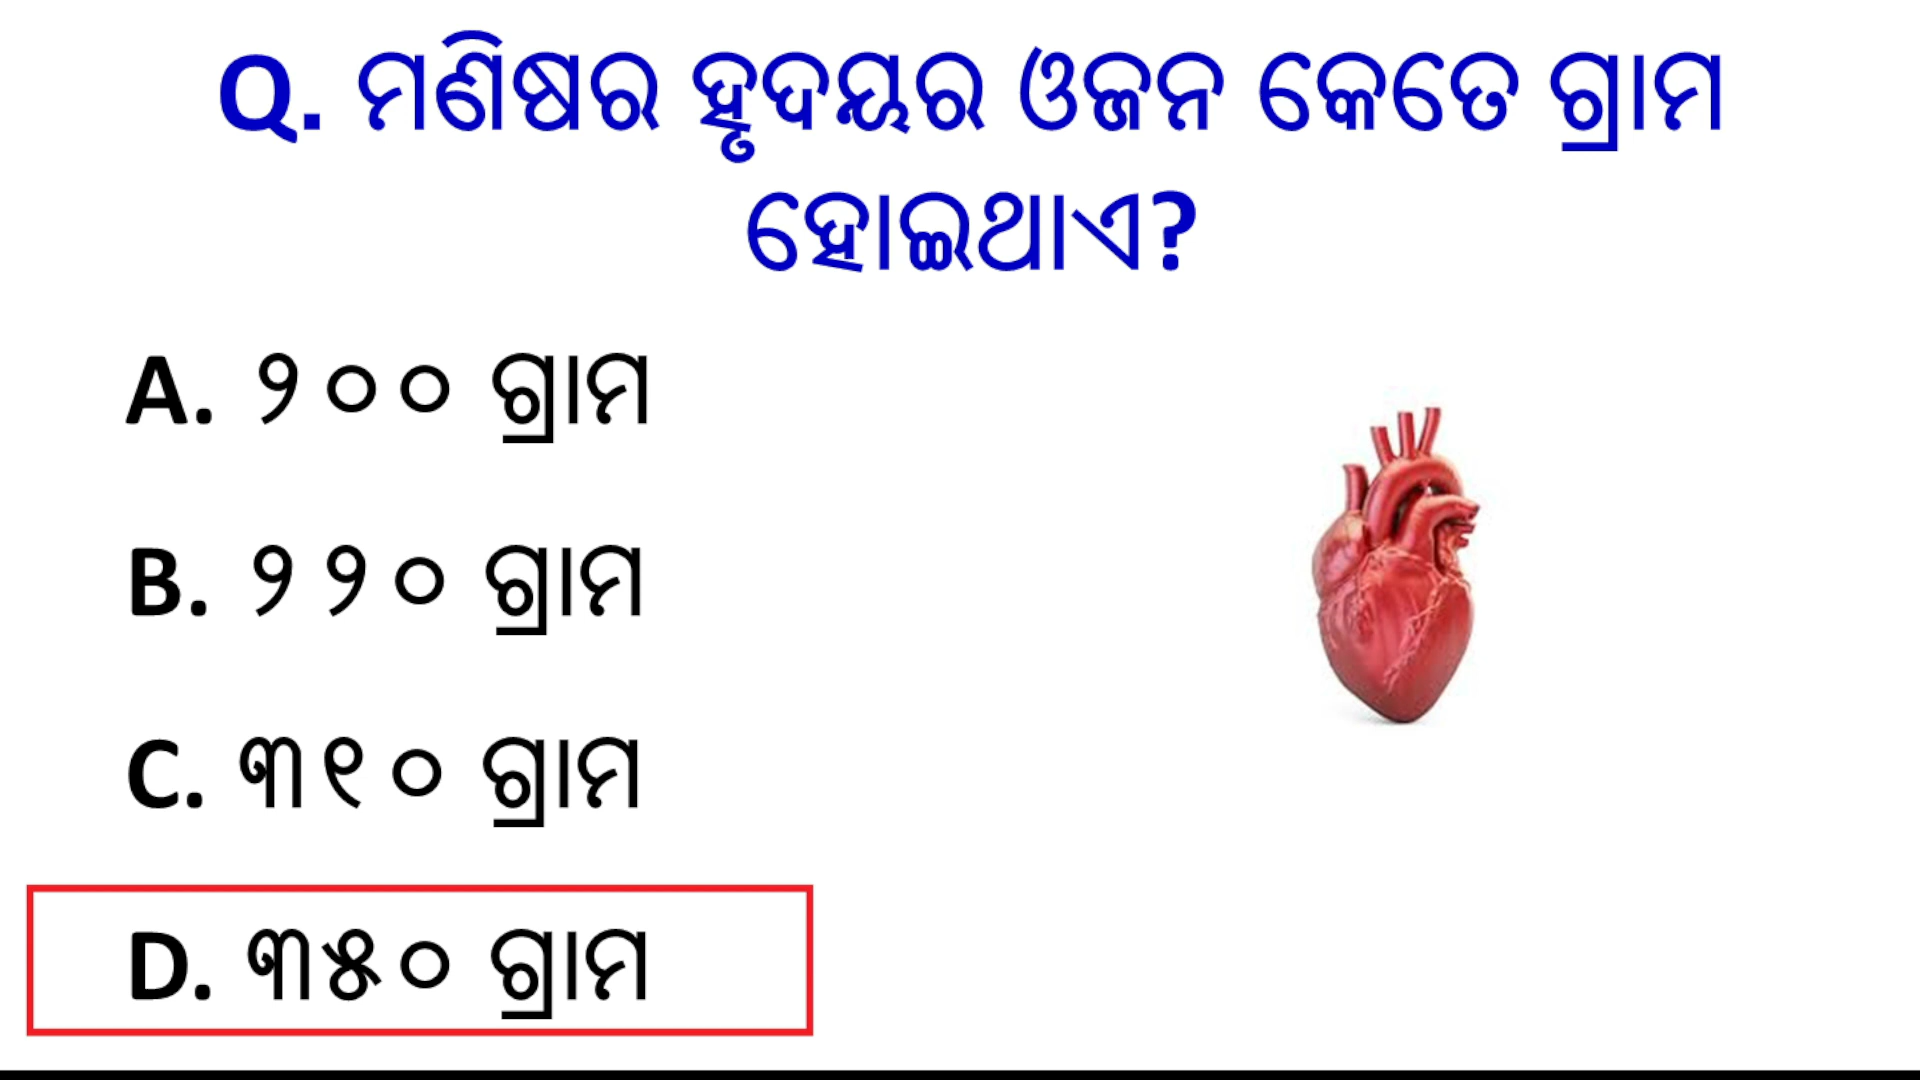 Q. ମଣିଷର ହୃଦୟର ଓଜନ କେତେ ଗ୍ରାମ
ହୋଇଥାଏ?
A. ୨୦୦ ଗ୍ରାମ
B. ୨୨୦ ଗ୍ରାମ
C. ୩୧୦ ଗ୍ରାମ
D. ୩୫୦ ଗ୍ରାମ